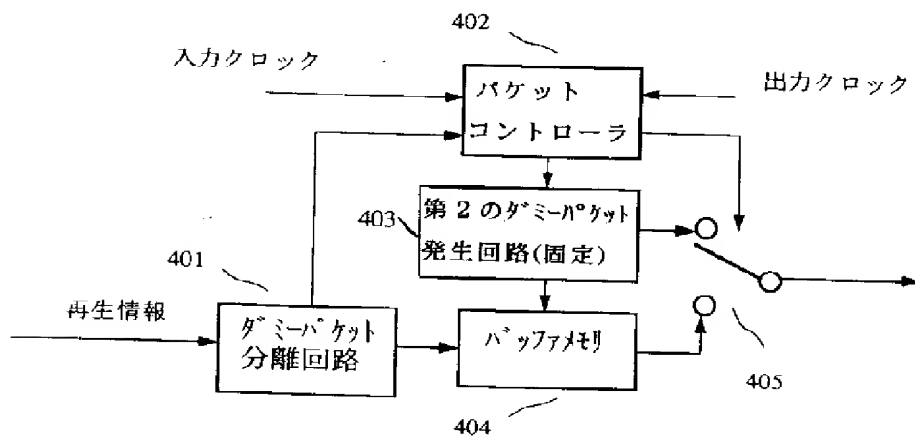 402
入力クロック
パケット
コントローラ
出力クロック
403
第2のダミーパケット
発生回路(固定)
401
再生情報
ダミーパケット
分離回路
バッファメモリ
404
405